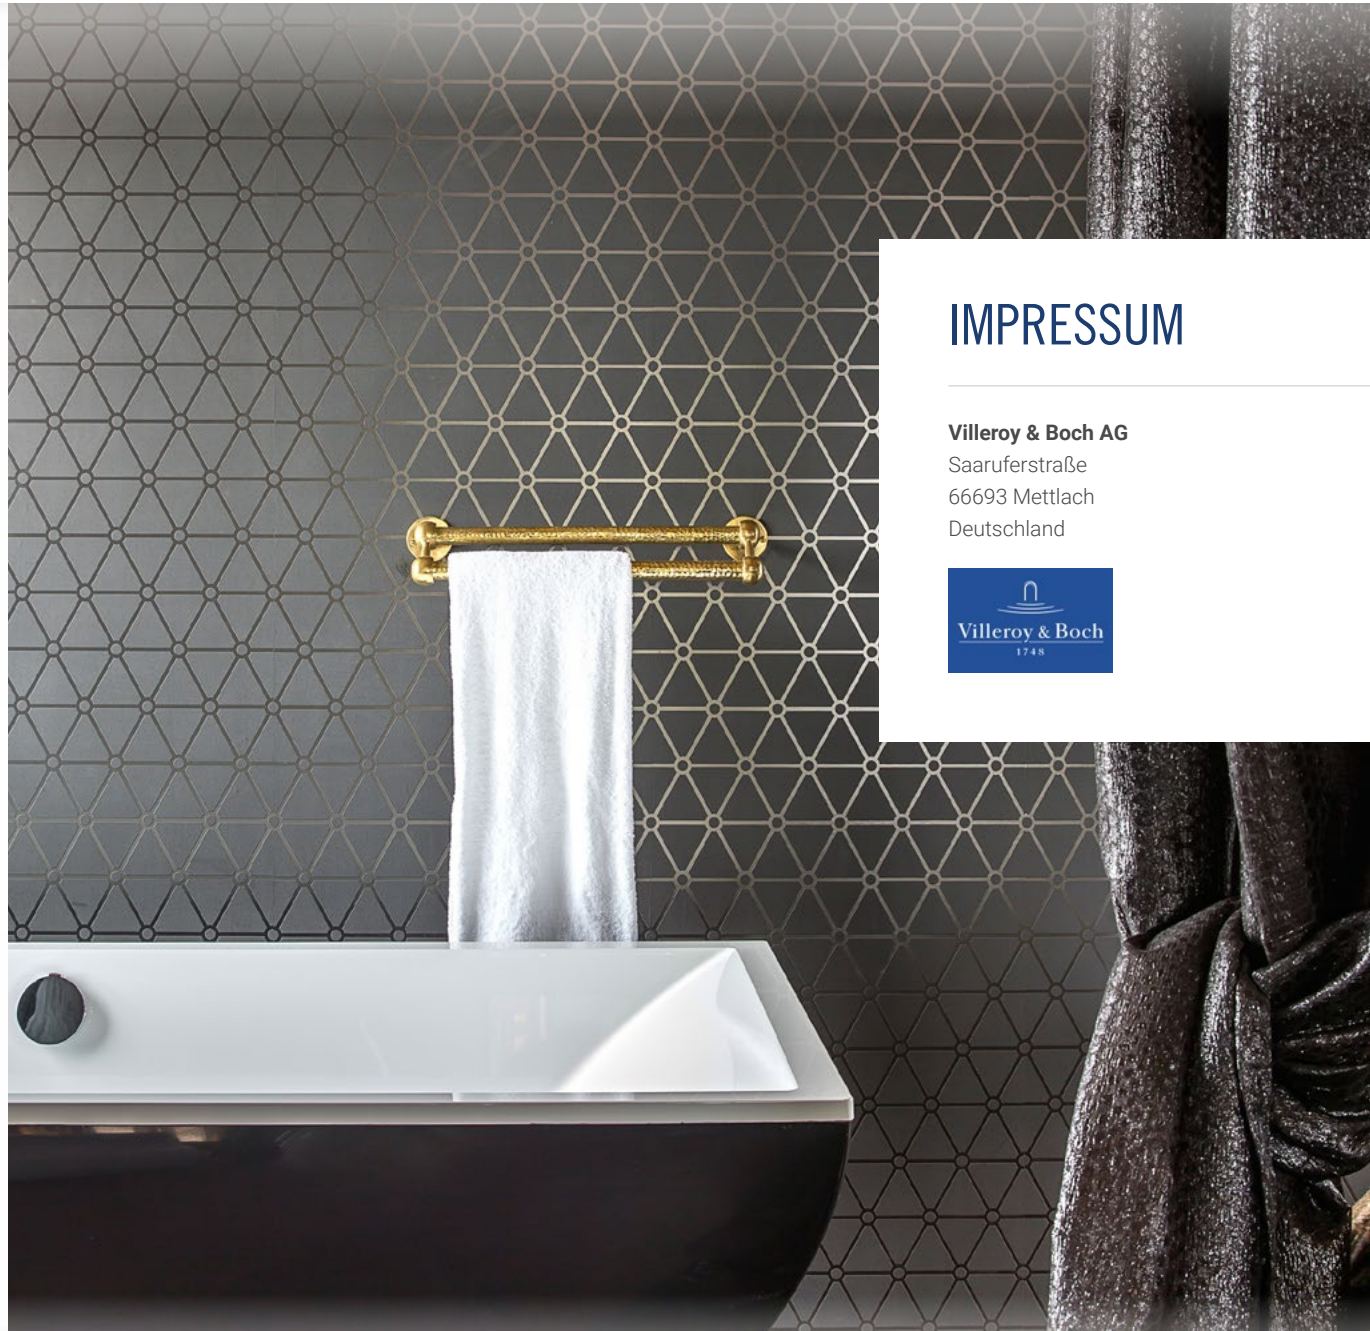 IMPRESSUM
Villeroy & Boch AG
Saaruferstraße
66693 Mettlach
Deutschland
Villeroy & Boch
1748